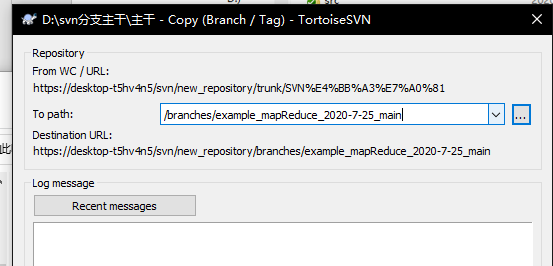 D:\svn分支主干\主干 - Copy (Branch / Tag) - TortoiseSVN
Repository
From WC / URL:
https://desktop-t5hv4n5/svn/new_repository/trunk/SVN%E4%BB%A3%E7%A0%81
To path:
/branches/example_mapReduce_2020-7-25_main
...
Destination URL:
https://desktop-t5hv4n5/svn/new_repository/branches/example_mapReduce_2020-7-25_main
Log message
Recent messages